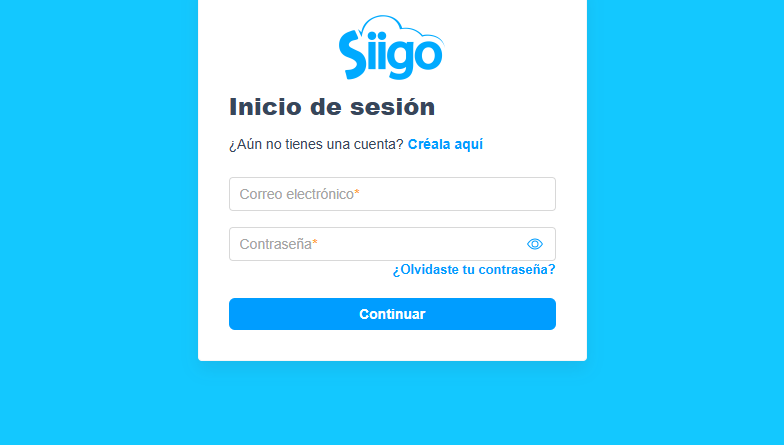 Siigo
Inicio de sesión
¿Aún no tienes una cuenta? Créala aquí
Correo electrónico*
Contraseña*
¿Olvidaste tu contraseña?
Continuar